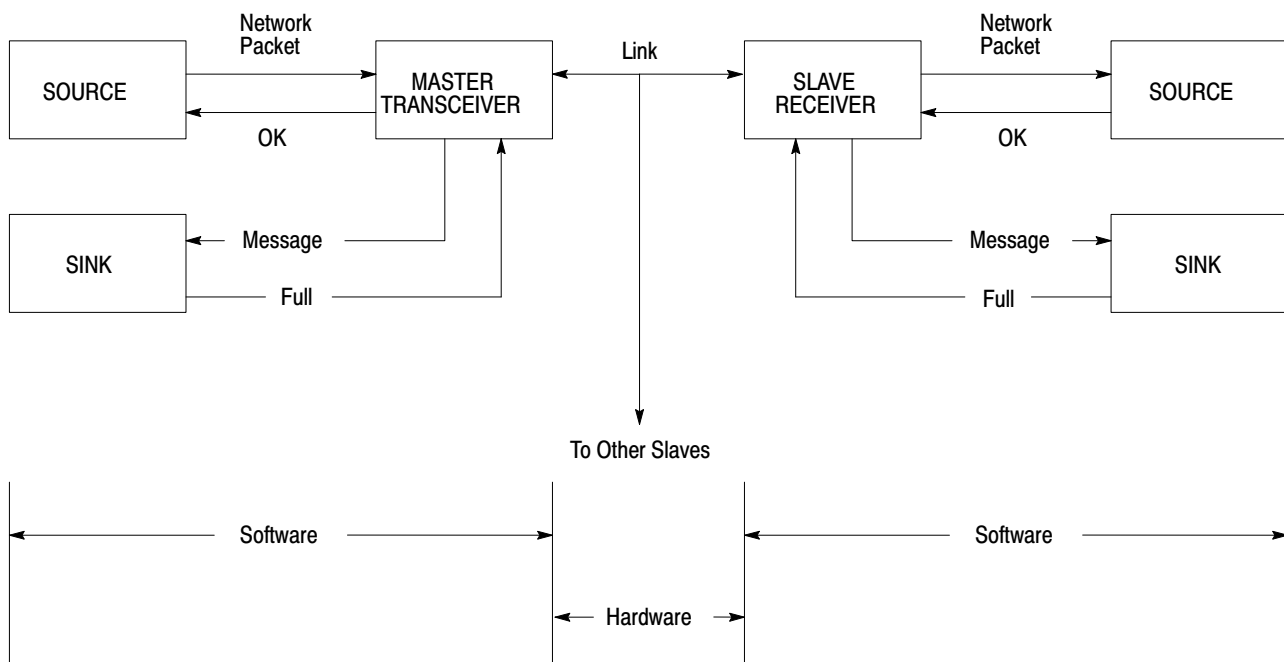 Network
Packet
SOURCE
OK
MASTER
TRANSCEIVER
Link
SLAVE
RECEIVER
Network
Packet
OK
SOURCE
SINK
Message
Full
Message
Full
SINK
To Other Slaves
Software
Software
Hardware